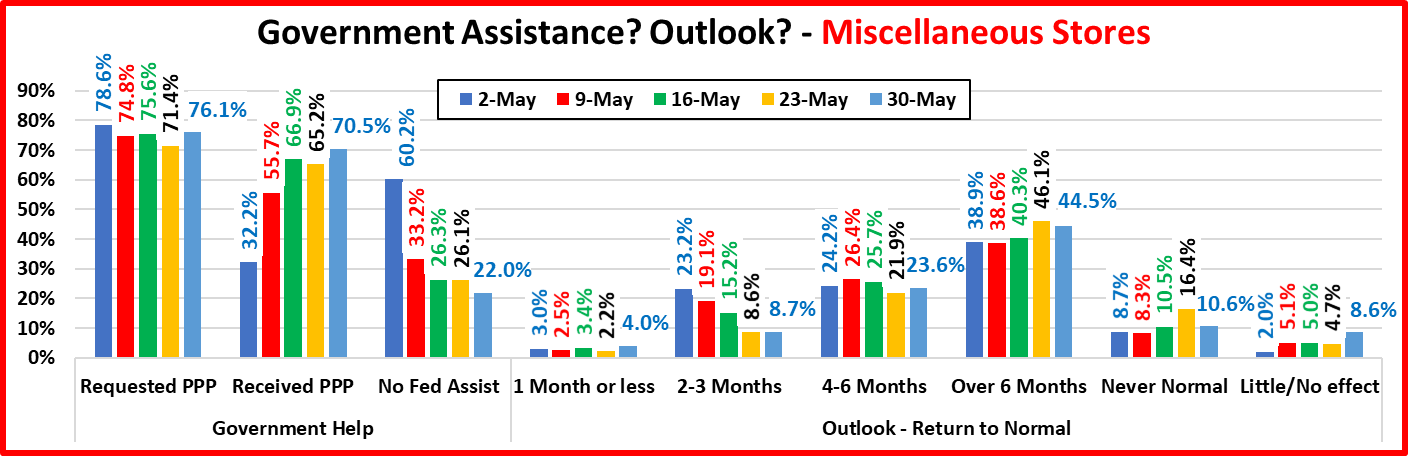 Government Assistance? Outlook? - Miscellaneous Stores
2-May 9-May 16-May 23-May 30-May
90%
80%
70%
60%
50%
40%
30%
20%
10%
0%
78.6% 74.8% 75.6% 71.4% 76.1%
32.2% 55.7% 66.9% 65.2% 70.5%
60.2% 33.2% 26.3% 26.1% 22.0%
3.0% 2.5% 3.4% 2.2% 4.0%
23.2% 19.1% 15.2% 8.6% 8.7%
24.2% 26.4% 25.7% 21.9% 23.6%
38.9% 38.6% 40.3% 46.1% 44.5%
8.7% 8.3% 10.5% 16.4% 10.6%
2.0% 5.1% 5.0% 4.7% 8.6%
Requested PPP Received PPP No Fed Assist 1 Month or less 2-3 Months 4-6 Months Over 6 Months Never Normal Little/No effect
Government Help Outlook - Return to Normal